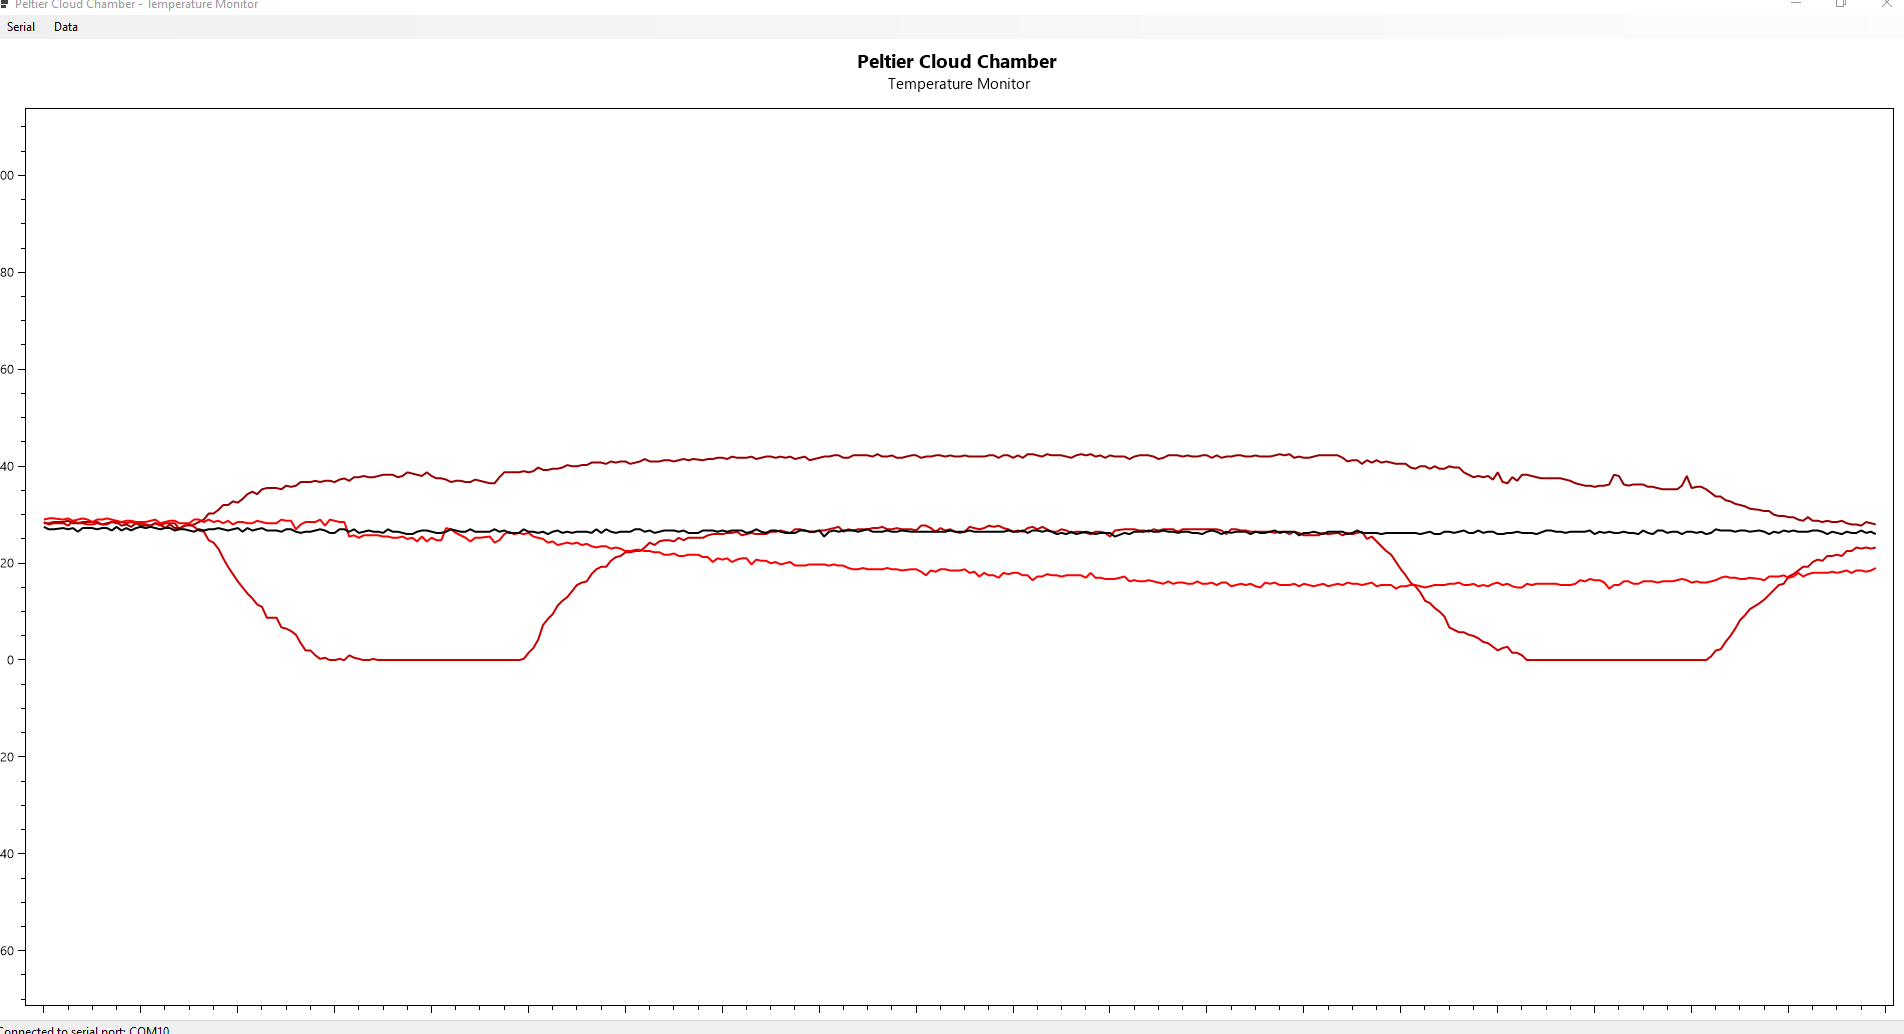 Peltier Cloud Chamber - Temperature Monitor
Serial Data
Peltier Cloud Chamber
Temperature Monitor
00
80
60
40
20
0
20
40
60
Connected to serial port: COM10